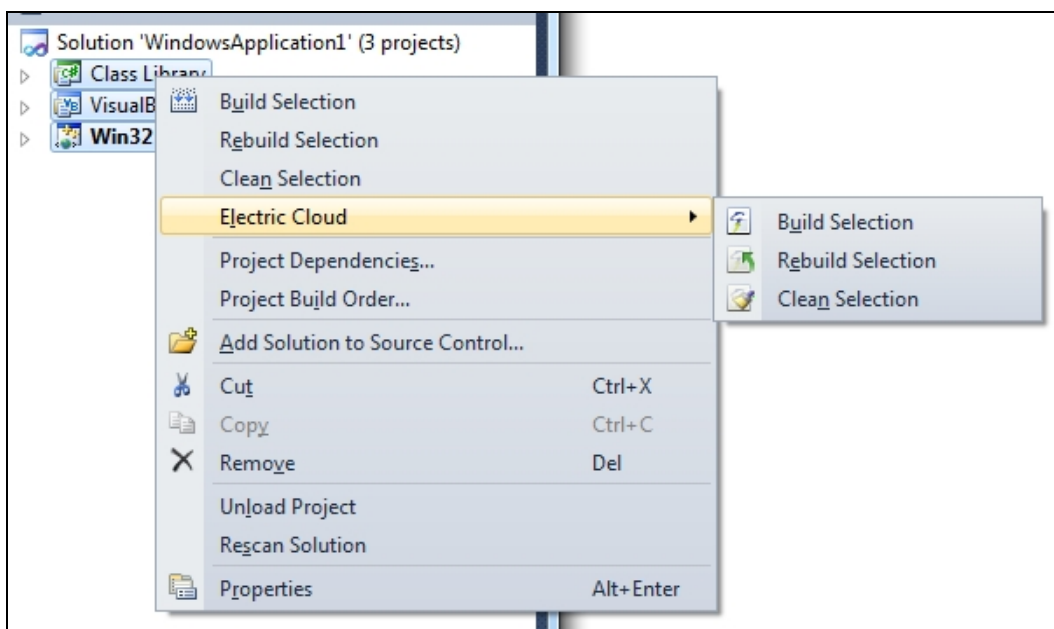 Solution 'WindowsApplication1' (3 projects)
Class Library
VisualB
Win32
Build Selection
Rebuild Selection
Clean Selection
Electric Cloud
Build Selection
Rebuild Selection
Clean Selection
Project Dependencies...
Project Build Order...
Add Solution to Source Control...
Cut Ctrl+X
Copy Ctrl+C
Remove Del
Unload Project
Rescan Solution
Properties Alt+Enter